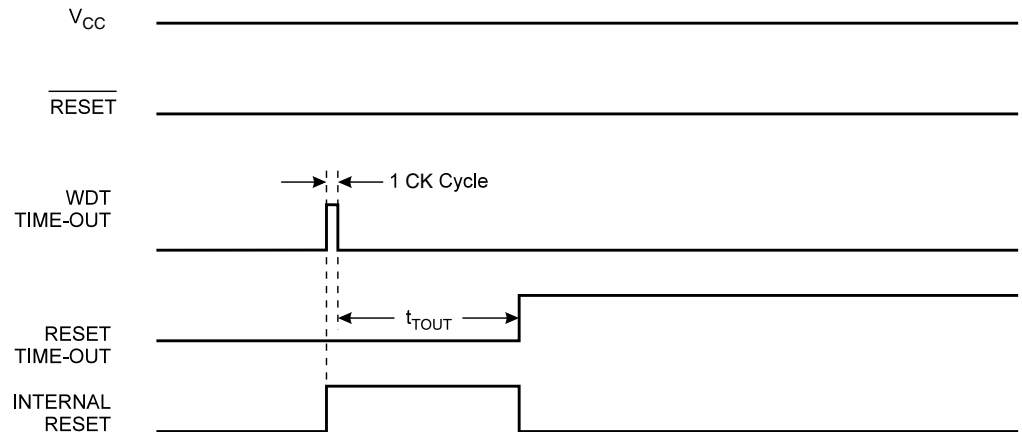 VCC
RESET
1 CK Cycle
WDT
TIME-OUT
tTOUT
RESET
TIME-OUT
INTERNAL
RESET